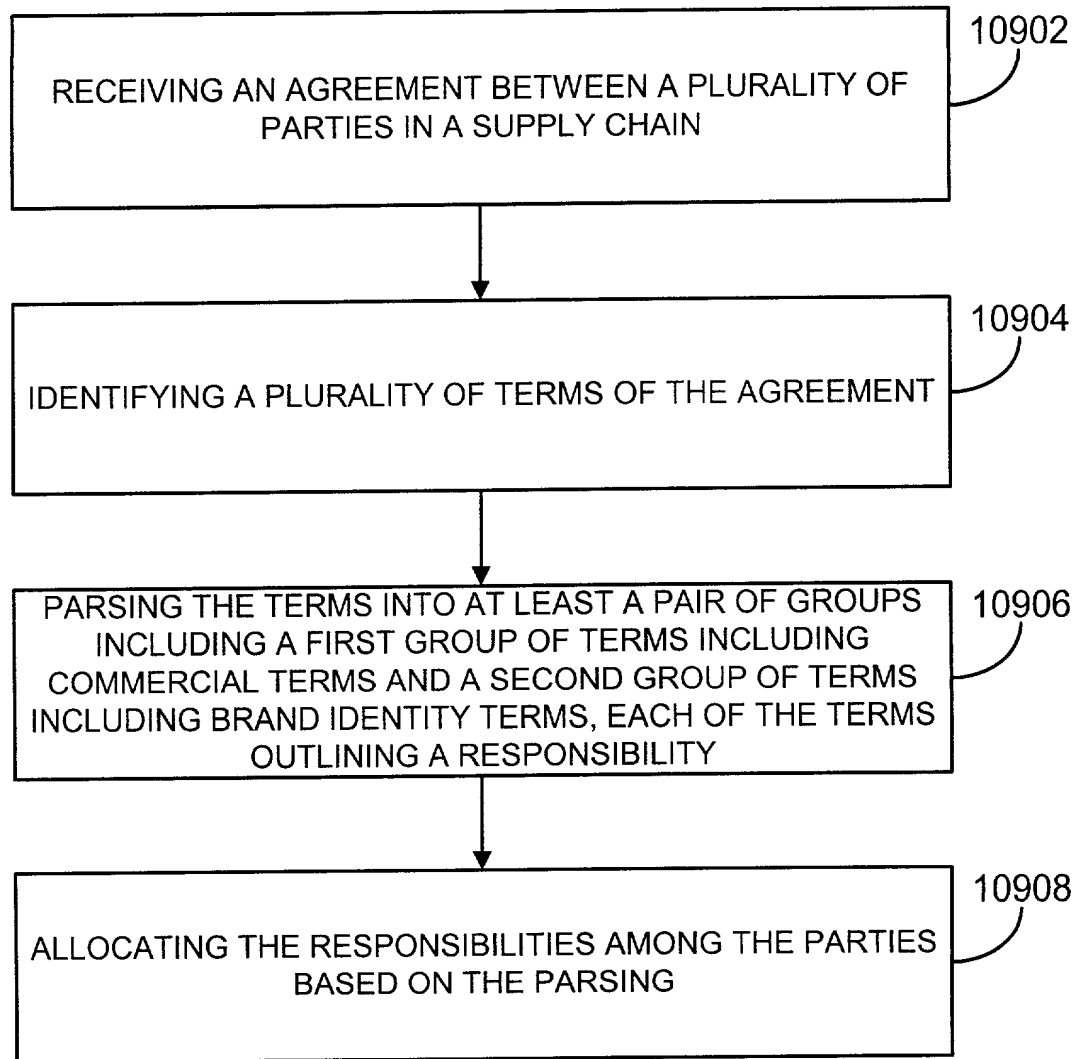 10902
RECEIVING AN AGREEMENT BETWEEN A PLURALITY OF
PARTIES IN A SUPPLY CHAIN
10904
IDENTIFYING A PLURALITY OF TERMS OF THE AGREEMENT
10906
PARSING THE TERMS INTO AT LEAST A PAIR OF GROUPS
INCLUDING A FIRST GROUP OF TERMS INCLUDING
COMMERCIAL TERMS AND A SECOND GROUP OF TERMS
INCLUDING BRAND IDENTITY TERMS, EACH OF THE TERMS
OUTLINING A RESPONSIBILITY
10908
ALLOCATING THE RESPONSIBILITIES AMONG THE PARTIES
BASED ON THE PARSING